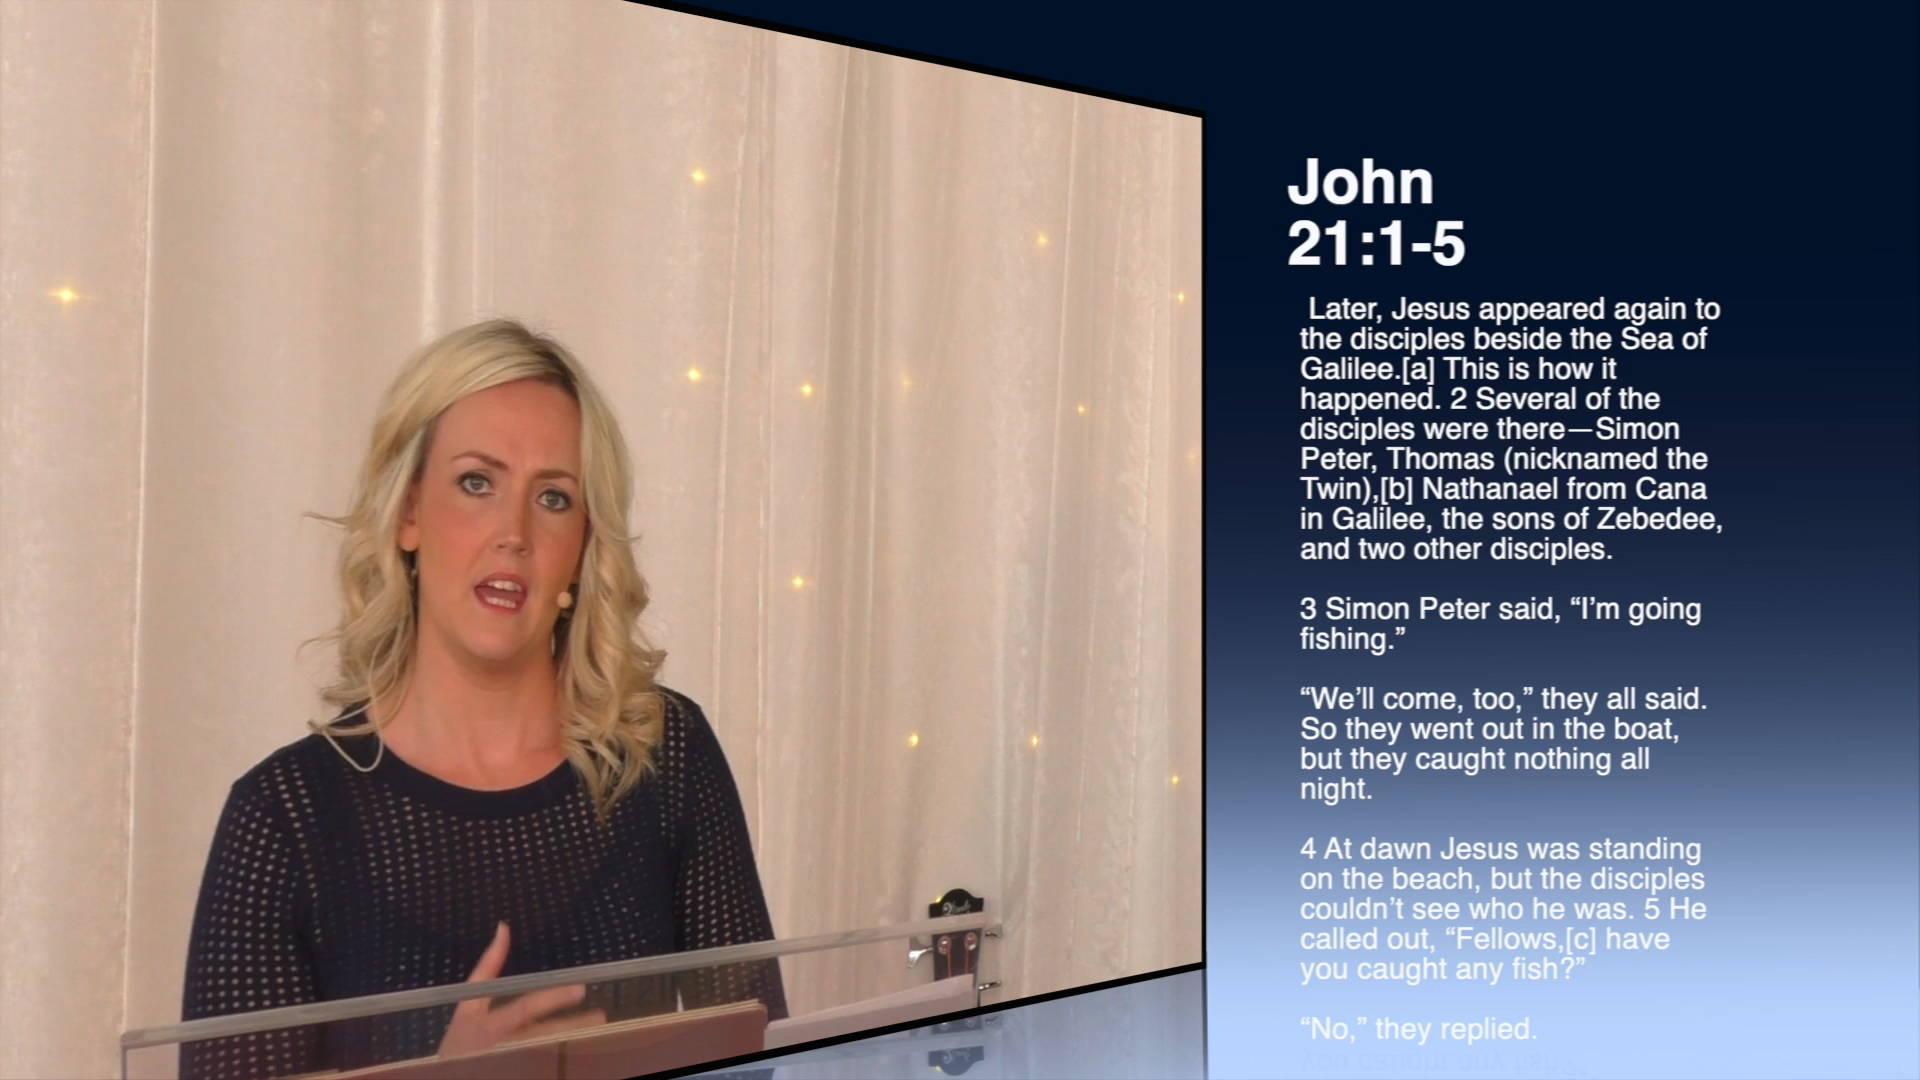 John
21:1-5
Later, Jesus appeared again to
the disciples beside the Sea of
Galilee.[a] This is how it
happened. 2 Several of the
disciples were there—Simon
Peter, Thomas (nicknamed the
Twin),[b] Nathanael from Cana
in Galilee, the sons of Zebedee,
and two other disciples.
3 Simon Peter said, “I’m going
fishing.”
“We’ll come, too,” they all said.
So they went out in the boat,
but they caught nothing all
night.
4 At dawn Jesus was standing
on the beach, but the disciples
couldn’t see who he was. 5 He
called out, “Fellows,[c] have
you caught any fish?”
“No,” they replied.